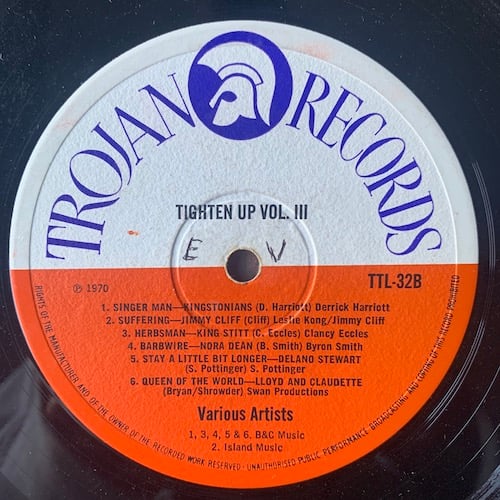 TROJAN RECORDS
TIGHTEN UP VOL. III
E V
℗ 1970
TTL-32B
1. SINGER MAN—KINGSTONIANS (D. Harriott) Derrick Harriott
2. SUFFERING—JIMMY CLIFF (Cliff) Leslie Kong/Jimmy Cliff
3. HERBSMAN—KING STITT (C. Eccles) Clancy Eccles
4. BARBWIRE—NORA DEAN (B. Smith) Byron Smith
5. STAY A LITTLE BIT LONGER—DELANO STEWART
(S. Pottinger) S. Pottinger
6. QUEEN OF THE WORLD—LLOYD AND CLAUDETTE
(Bryan/Shrowder) Swan Productions
Various Artists
1, 3, 4, 5 & 6. B&C Music
2. Island Music
RIGHTS OF THE MANUFACTURER AND OF THE OWNER OF THE RECORDED WORK RESERVED · UNAUTHORISED PUBLIC PERFORMANCE BROADCASTING AND COPYING OF THIS RECORD PROHIBITED